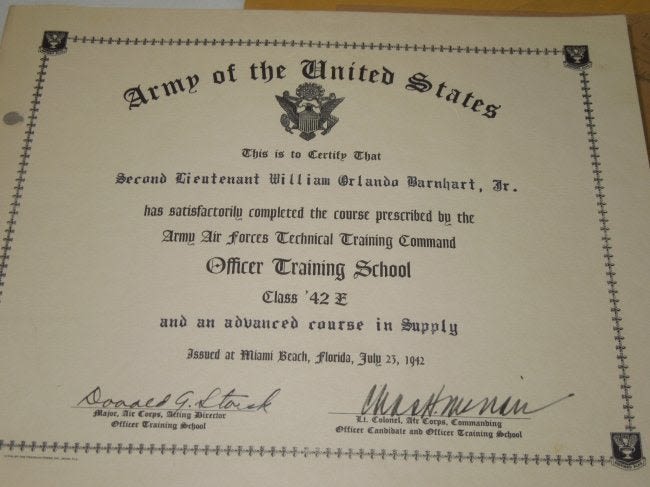 Army of the United States
This is to Certify That
Second Lieutenant William Orlando Barnhart, Jr.
has satisfactorily completed the course prescribed by the
Army Air Forces Technical Training Command
Officer Training School
Class '42 E
and an advanced course in Supply
Issued at Miami Beach, Florida, July 23, 1942
Donald G. Storck
Major, Air Corps, Acting Director
Officer Training School
Lt. Colonel, Air Corps, Commanding
Officer Candidate and Officer Training School